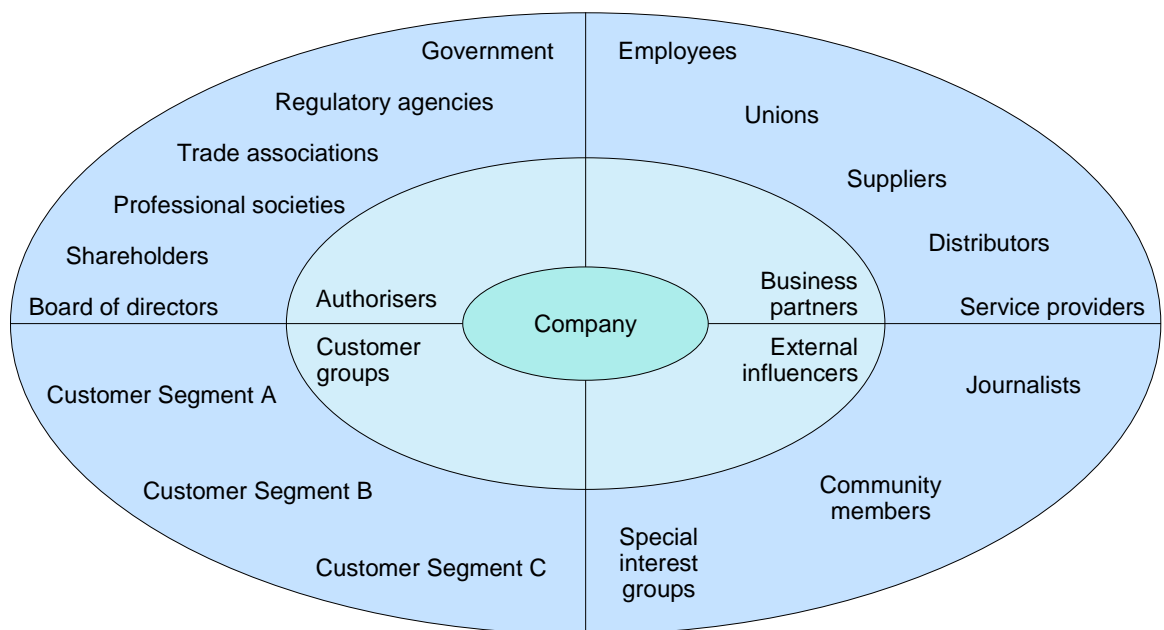 Government
Employees
Regulatory agencies
Unions
Trade associations
Suppliers
Professional societies
Distributors
Shareholders
Board of directors
Service providers
Authorisers
Business
partners
Company
Customer
groups
External
influencers
Customer Segment A
Journalists
Customer Segment B
Community
members
Customer Segment C
Special
interest
groups